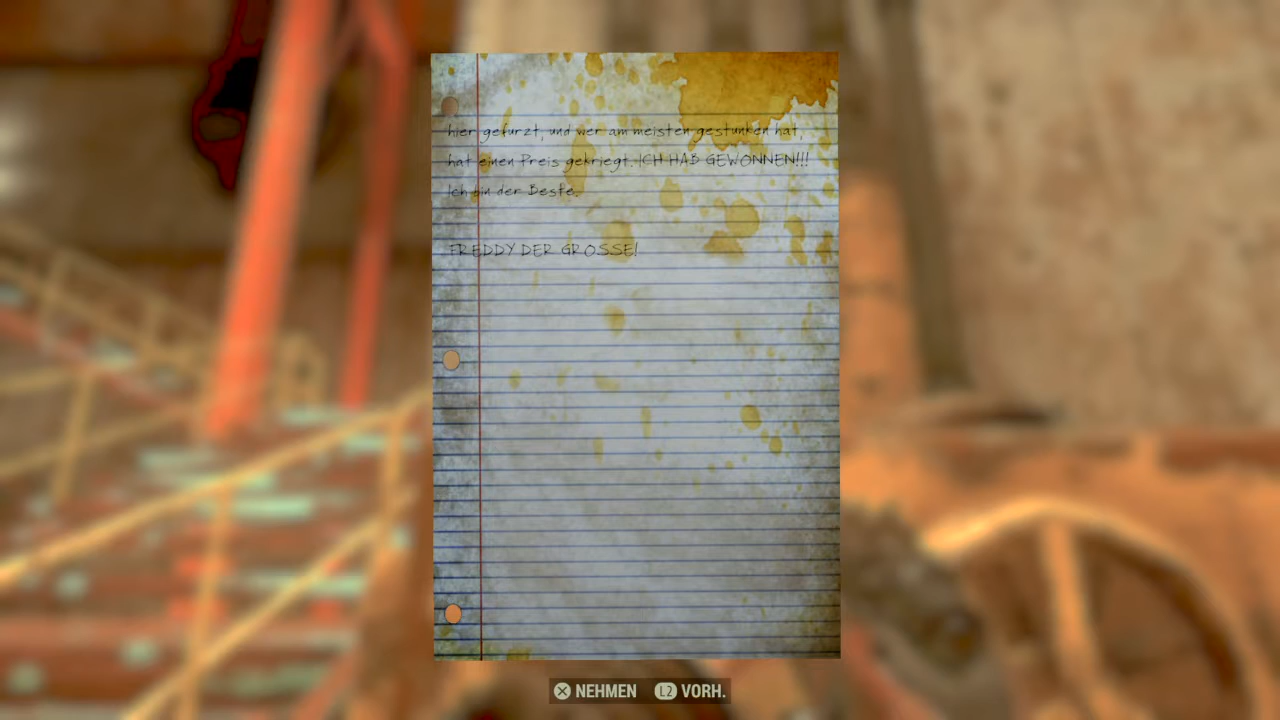 hier gefurzt, und wer am meisten gestunken hat,
hat einen Preis gekriegt. ICH HAB GEWONNEN!!!
Ich bin der Beste.
FREDDY DER GROSSE!
NEHMEN L2 VORH.